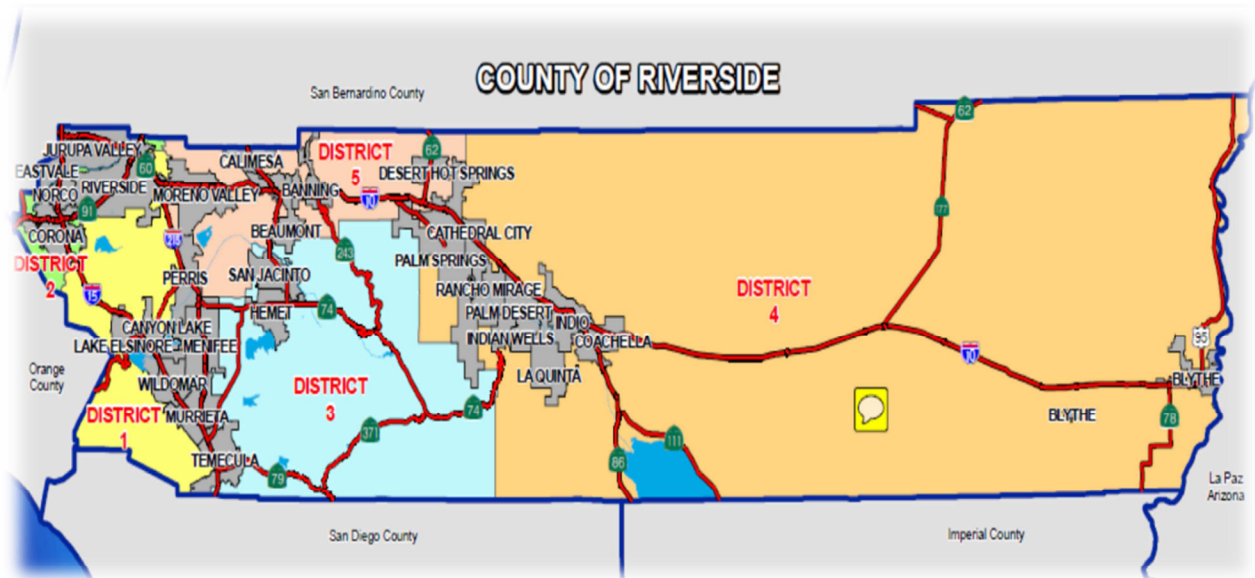 COUNTY OF RIVERSIDE
San Bernardino County
62
JURUPA VALLEY
60
EASTVALE
CALIMESA
DISTRICT
5
62
DESERT HOT SPRINGS
NORCO
RIVERSIDE
MORENO VALLEY
BANNING
10
91
177
CORONA
215
BEAUMONT
CATHEDRAL CITY
243
PALM SPRINGS
DISTRICT
2
15
PERRIS
SAN JACINTO
RANCHO MIRAGE
DISTRICT
4
HEMET
74
PALM DESERT
INDIO
CANYON LAKE
LAKE ELSINORE
MENIFEE
INDIAN WELLS
COACHELLA
95
10
Orange
County
WILDOMAR
LA QUINTA
BLYTHE
DISTRICT
3
DISTRICT
1
MURRIETA
74
BLYTHE
78
371
111
TEMECULA
79
86
La Paz
Arizona
San Diego County
Imperial County